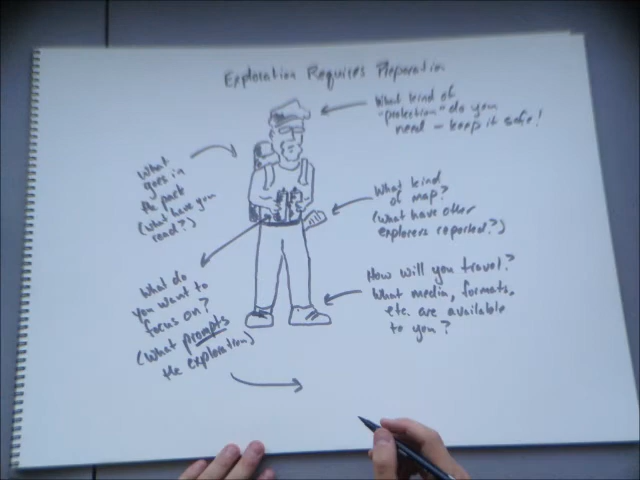 Exploration Requires Preparation
What kind of
"protection" do you
need - keep it safe!
What
goes in
the pack
(what have you
read?)
What kind
of map?
(what have other
explorers reported?)
What do
you want to
focus on?
(What prompts
the exploration)
How will you travel?
What media, formats,
etc. are available
to you?